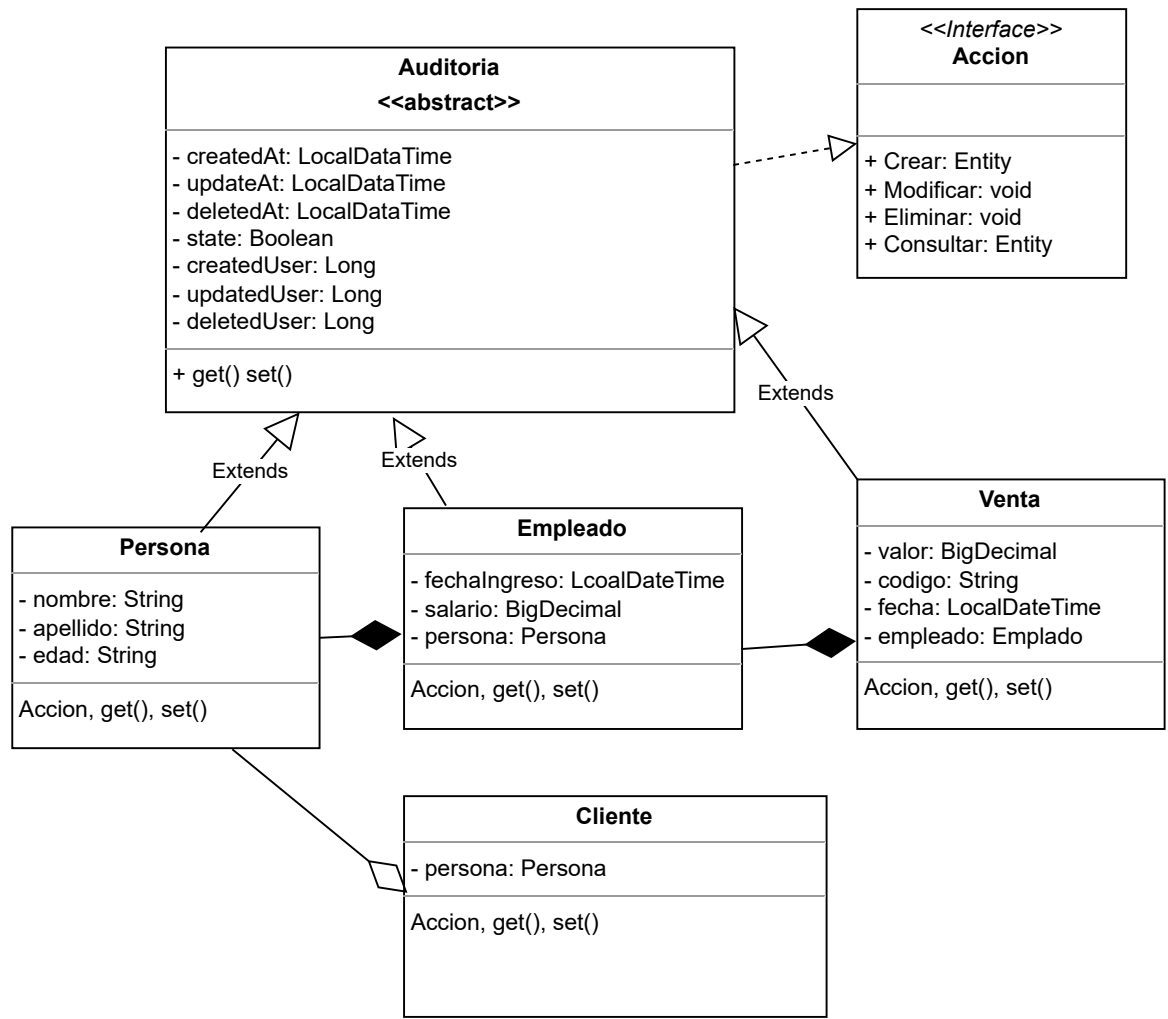 <<Interface>>
Accion
+ Crear: Entity
+ Modificar: void
+ Eliminar: void
+ Consultar: Entity
Auditoria
<<abstract>>
- createdAt: LocalDataTime
- updateAt: LocalDataTime
- deletedAt: LocalDataTime
- state: Boolean
- createdUser: Long
- updatedUser: Long
- deletedUser: Long
+ get() set()
Extends
Extends
Extends
Persona
- nombre: String
- apellido: String
- edad: String
Accion, get(), set()
Empleado
- fechaIngreso: LcoalDateTime
- salario: BigDecimal
- persona: Persona
Accion, get(), set()
Venta
- valor: BigDecimal
- codigo: String
- fecha: LocalDateTime
- empleado: Emplado
Accion, get(), set()
Cliente
- persona: Persona
Accion, get(), set()